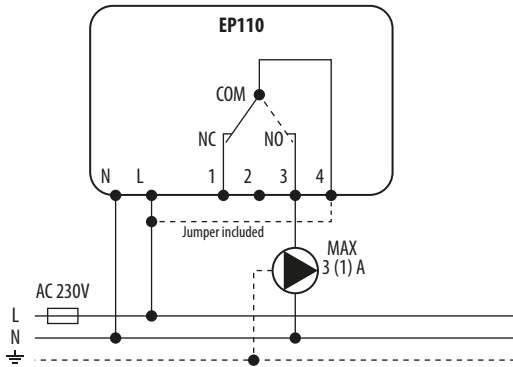 EP110
COM
NC NO
N L 1 2 3 4
Jumper included
MAX
3 (1) A
AC 230V
L
N